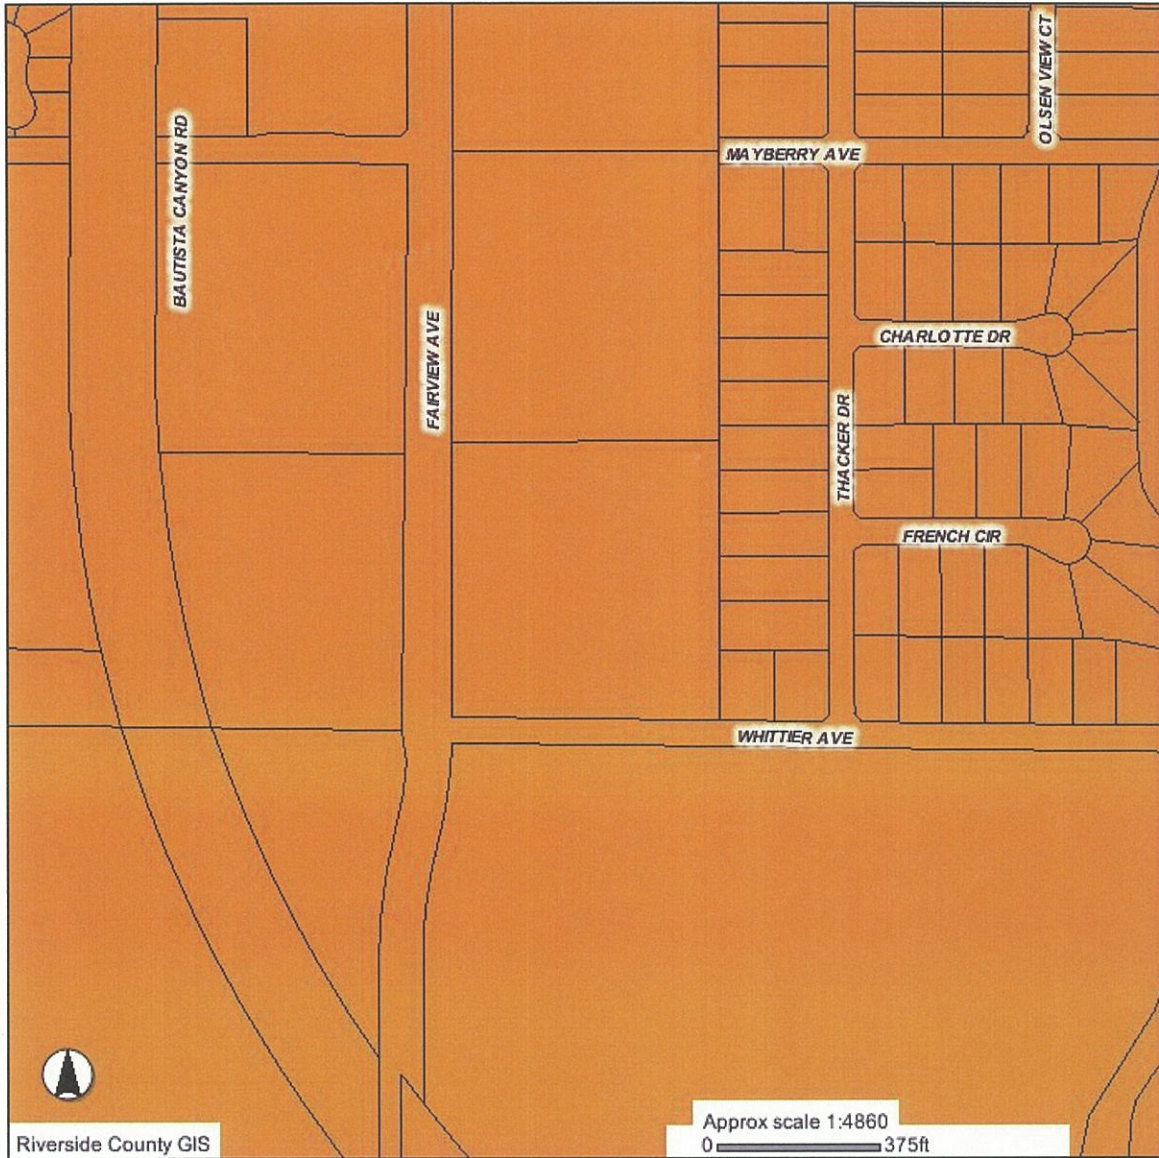 OLSEN VIEW CT
BAUTISTA CANYON RD
MAYBERRY AVE
FAIRVIEW AVE
CHARLOTTE DR
THACKER DR
FRENCH CIR
WHITTIER AVE
Approx scale 1:4860
0 375ft
Riverside County GIS